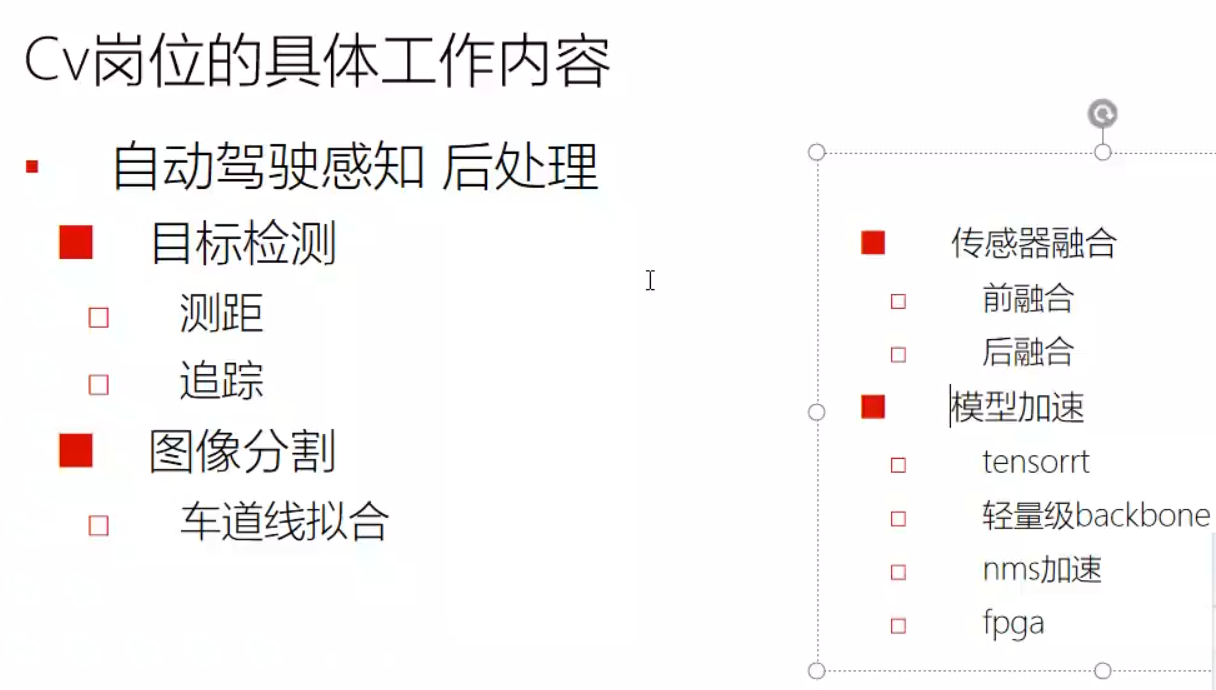 Cv岗位的具体工作内容
自动驾驶感知 后处理
目标检测
测距
追踪
图像分割
车道线拟合
传感器融合
前融合
后融合
模型加速
tensorrt
轻量级backbone
nms加速
fpga